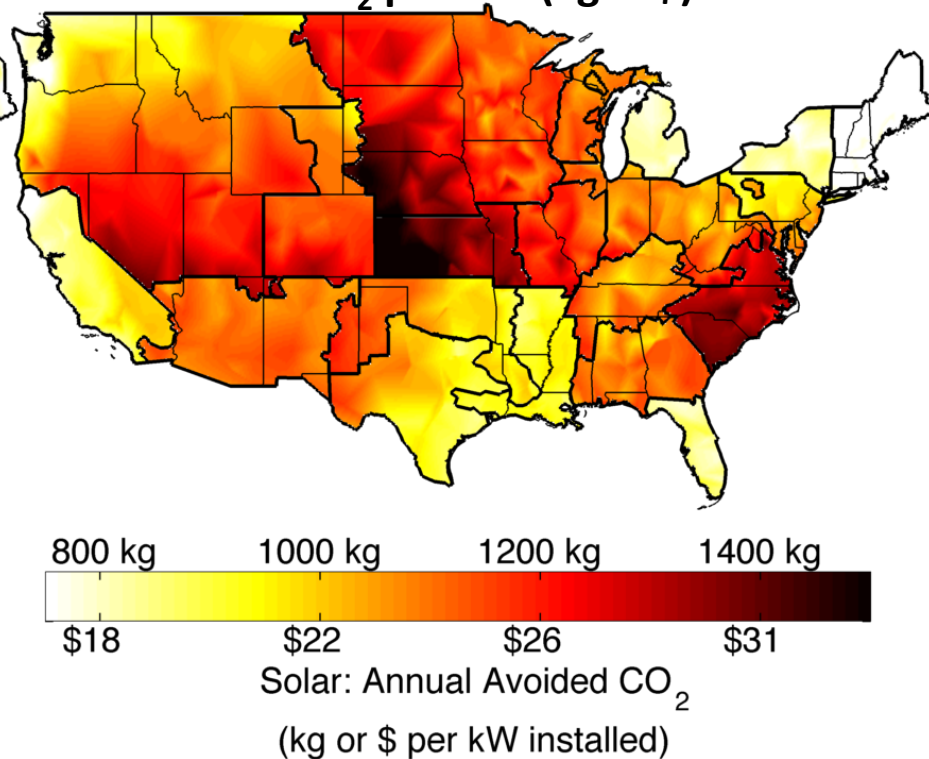 800 kg 1000 kg 1200 kg 1400 kg
$18 $22 $26 $31
Solar: Annual Avoided CO₂
(kg or $ per kW installed)